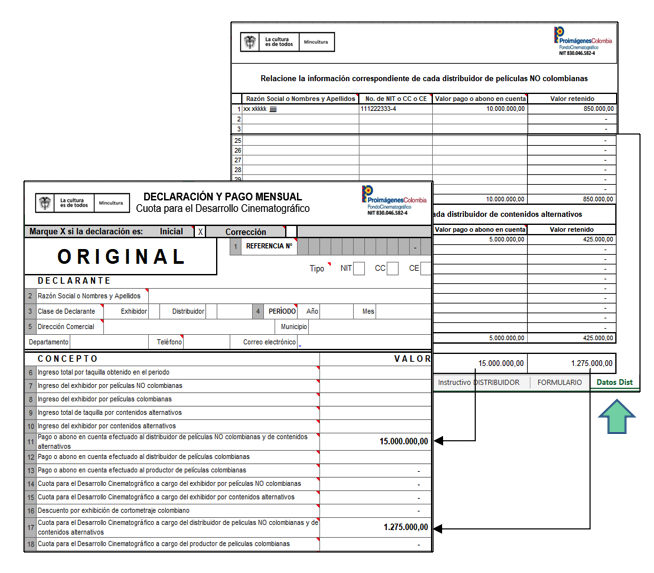 La cultura
es de todos
Mincultura
ProimágenesColombia
FondoCinematográfico
NIT 830.046.582-4
Relacione la información correspondiente de cada distribuidor de películas NO colombianas
Razón Social o Nombres y Apellidos No. de NIT o CC o CE Valor pago o abono en cuenta Valor retenido
1 xx xkkkk 111222333-4 10.000.000,00 850.000,00
2 -
3 -
25 -
26 -
27 -
28 -
29 -
10.000.000,00 850.000,00
ada distribuidor de contenidos alternativos
Valor pago o abono en cuenta Valor retenido
5.000.000,00 425.000,00
-
-
-
-
-
-
-
-
-
5.000.000,00 425.000,00
15.000.000,00 1.275.000,00
Instructivo DISTRIBUIDOR FORMULARIO Datos Dist
La cultura
es de todos
Mincultura
DECLARACIÓN Y PAGO MENSUAL
Cuota para el Desarrollo Cinematográfico
ProimágenesColombia
FondoCinematográfico
NIT 830.046.582-4
Marque X si la declaración es: Inicial X Corrección
ORIGINAL
1 REFERENCIA Nº -
Tipo NIT CC CE
DECLARANTE
2 Razón Social o Nombres y Apellidos
3 Clase de Declarante Exhibidor Distribuidor 4 PERÍODO Año Mes
5 Dirección Comercial Municipio
Departamento Teléfono Correo electrónico
CONCEPTO VALOR
6 Ingreso total por taquilla obtenido en el periodo
7 Ingreso del exhibidor por películas NO colombianas
8 Ingreso del exhibidor por películas colombianas
9 Ingreso total de taquilla por contenidos alternativos
10 Ingreso del exhibidor por contenidos alternativos
11 Pago o abono en cuenta efectuado al distribuidor de películas NO colombianas y de contenidos
alternativos 15.000.000,00
12 Pago o abono en cuenta efectuado al distribuidor de películas colombianas
13 Pago o abono en cuenta efectuado al productor de películas colombianas -
14 Cuota para el Desarrollo Cinematográfico a cargo del exhibidor por películas NO colombianas -
15 Cuota para el Desarrollo Cinematográfico a cargo del exhibidor por contenidos alternativos -
16 Descuento por exhibición de cortometraje colombiano -
17 Cuota para el Desarrollo Cinematográfico a cargo del distribuidor de películas NO colombianas y de
contenidos alternativos 1.275.000,00
18 Cuota para el Desarrollo Cinematográfico a cargo del productor de películas colombianas -